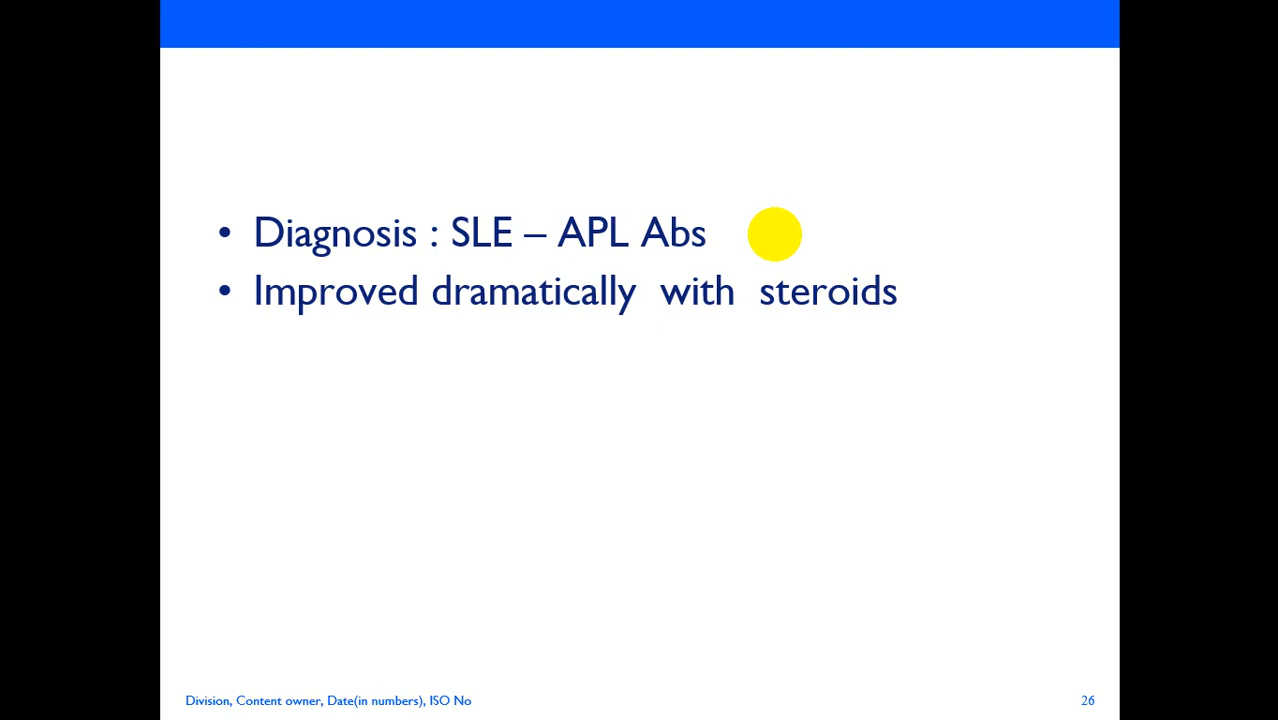 • Diagnosis : SLE – APL Abs
• Improved dramatically with steroids
Division, Content owner, Date(in numbers), ISO No
26